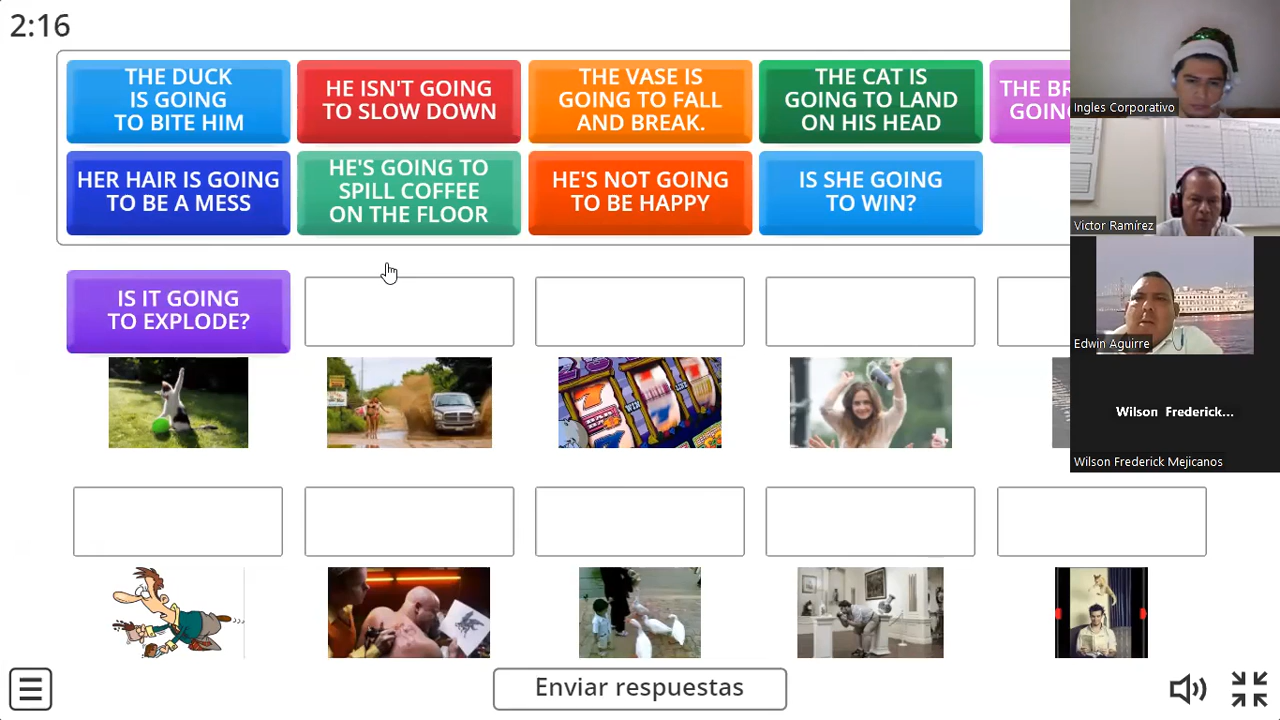 2:16
THE DUCK
IS GOING
TO BITE HIM
HE ISN'T GOING
TO SLOW DOWN
THE VASE IS
GOING TO FALL
AND BREAK.
THE CAT IS
GOING TO LAND
ON HIS HEAD
THE
Ingles Corporativo
HER HAIR IS GOING
TO BE A MESS
HE'S GOING TO
SPILL COFFEE
ON THE FLOOR
HE'S NOT GOING
TO BE HAPPY
IS SHE GOING
TO WIN?
Victor Ramírez
IS IT GOING
TO EXPLODE?
Edwin Aguirre
Wilson Frederick...
Wilson Frederick Mejicanos
Enviar respuestas